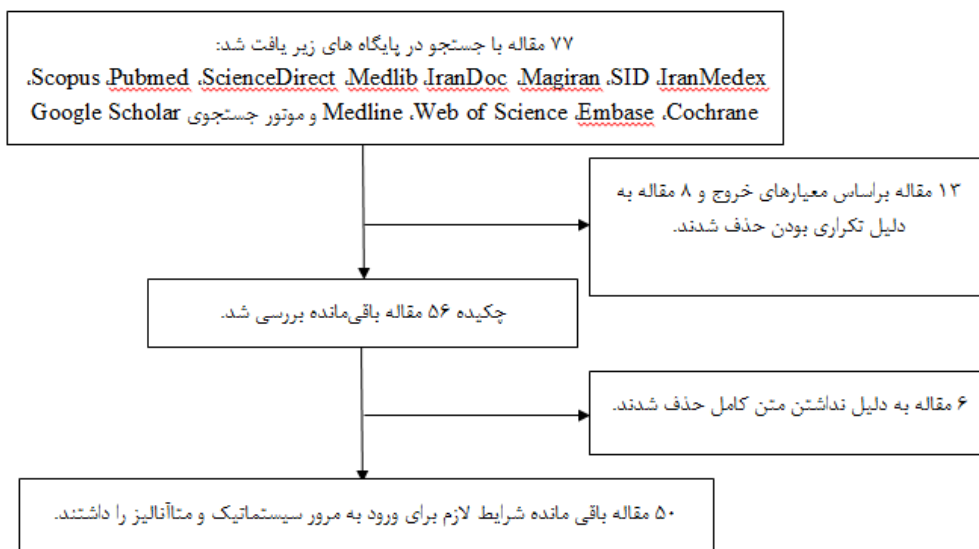 ۷۷ مقاله با جستجو در پایگاه های زیر یافت شد:
IranMedex، SID، Magiran، IranDoc، Medlib، ScienceDirect، Pubmed، Scopus،
Cochrane، Embase، Web of Science، Medline و موتور جستجوی Google Scholar
۱۳ مقاله براساس معیارهای خروج و ۸ مقاله به
دلیل تکراری بودن حذف شدند.
چکیده ۵۶ مقاله باقی‌مانده بررسی شد.
۶ مقاله به دلیل نداشتن متن کامل حذف شدند.
۵۰ مقاله باقی مانده شرایط لازم برای ورود به مرور سیستماتیک و متاآنالیز را داشتند.